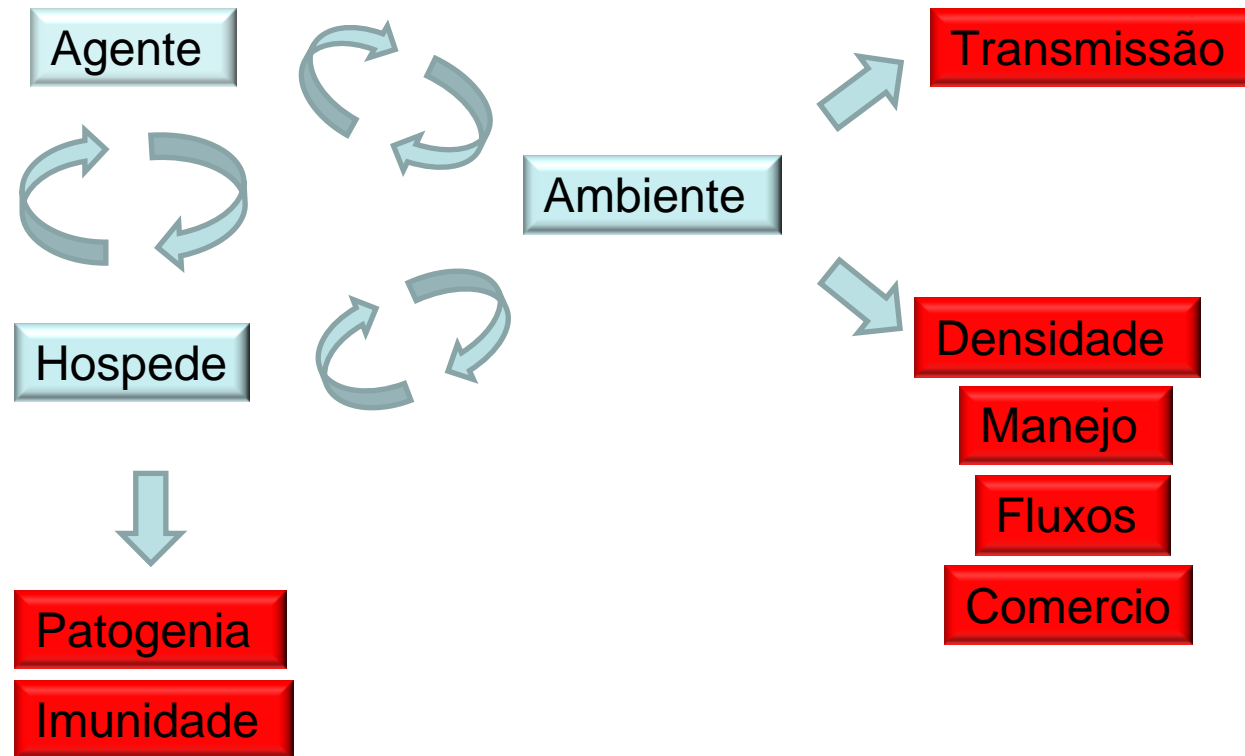 Agente
Transmissão
Ambiente
Hospede
Densidade
Manejo
Fluxos
Comercio
Patogenia
Imunidade